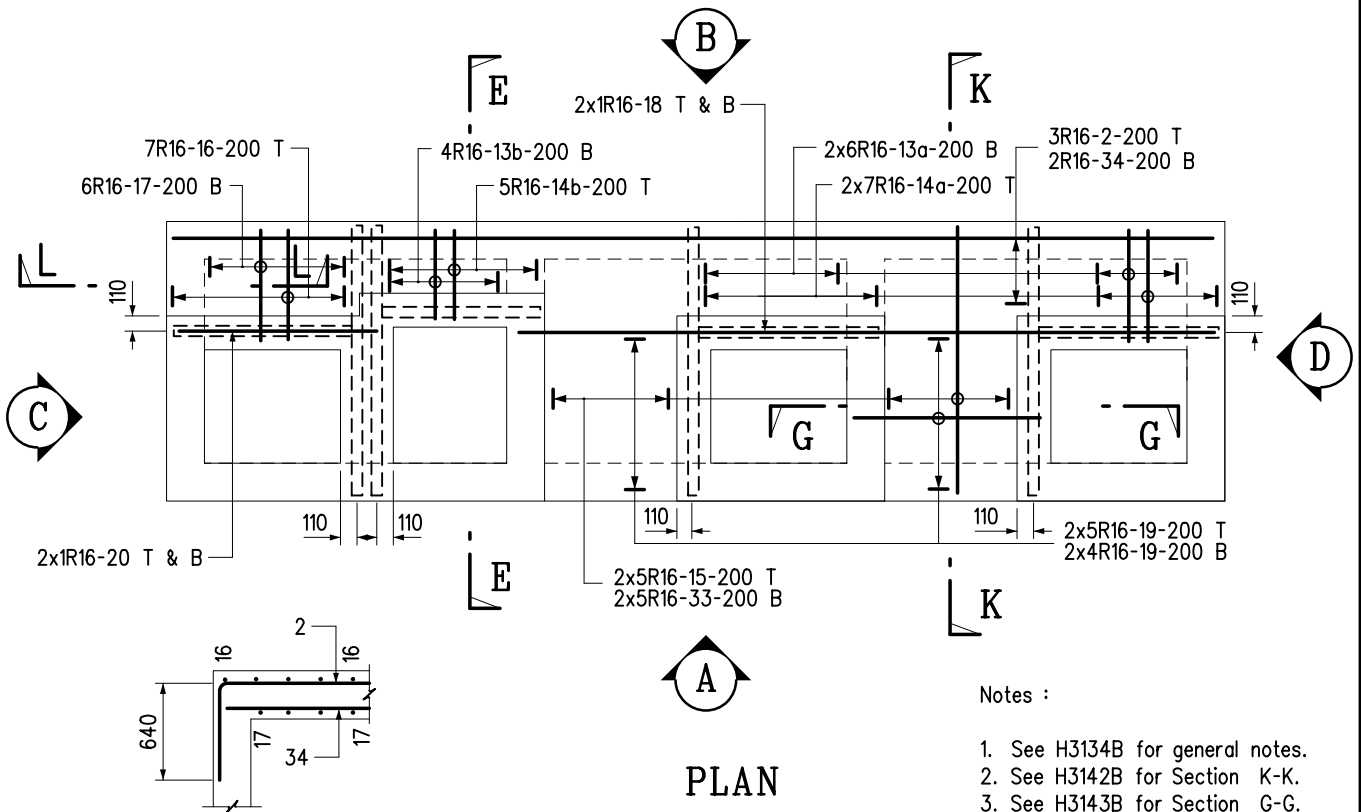 B
E
K
2x1R16-18 T & B
3R16-2-200 T
2R16-34-200 B
7R16-16-200 T
4R16-13b-200 B
2x6R16-13a-200 B
6R16-17-200 B
5R16-14b-200 T
2x7R16-14a-200 T
L
L
110
110
D
C
G
G
110
110
110
110
2x1R16-20 T & B
2x5R16-19-200 T
2x4R16-19-200 B
E
2x5R16-15-200 T
2x5R16-33-200 B
K
2
16
16
A
640
17
17
34
PLAN
Notes :
1. See H3134B for general notes.
2. See H3142B for Section K-K.
3. See H3143B for Section G-G.